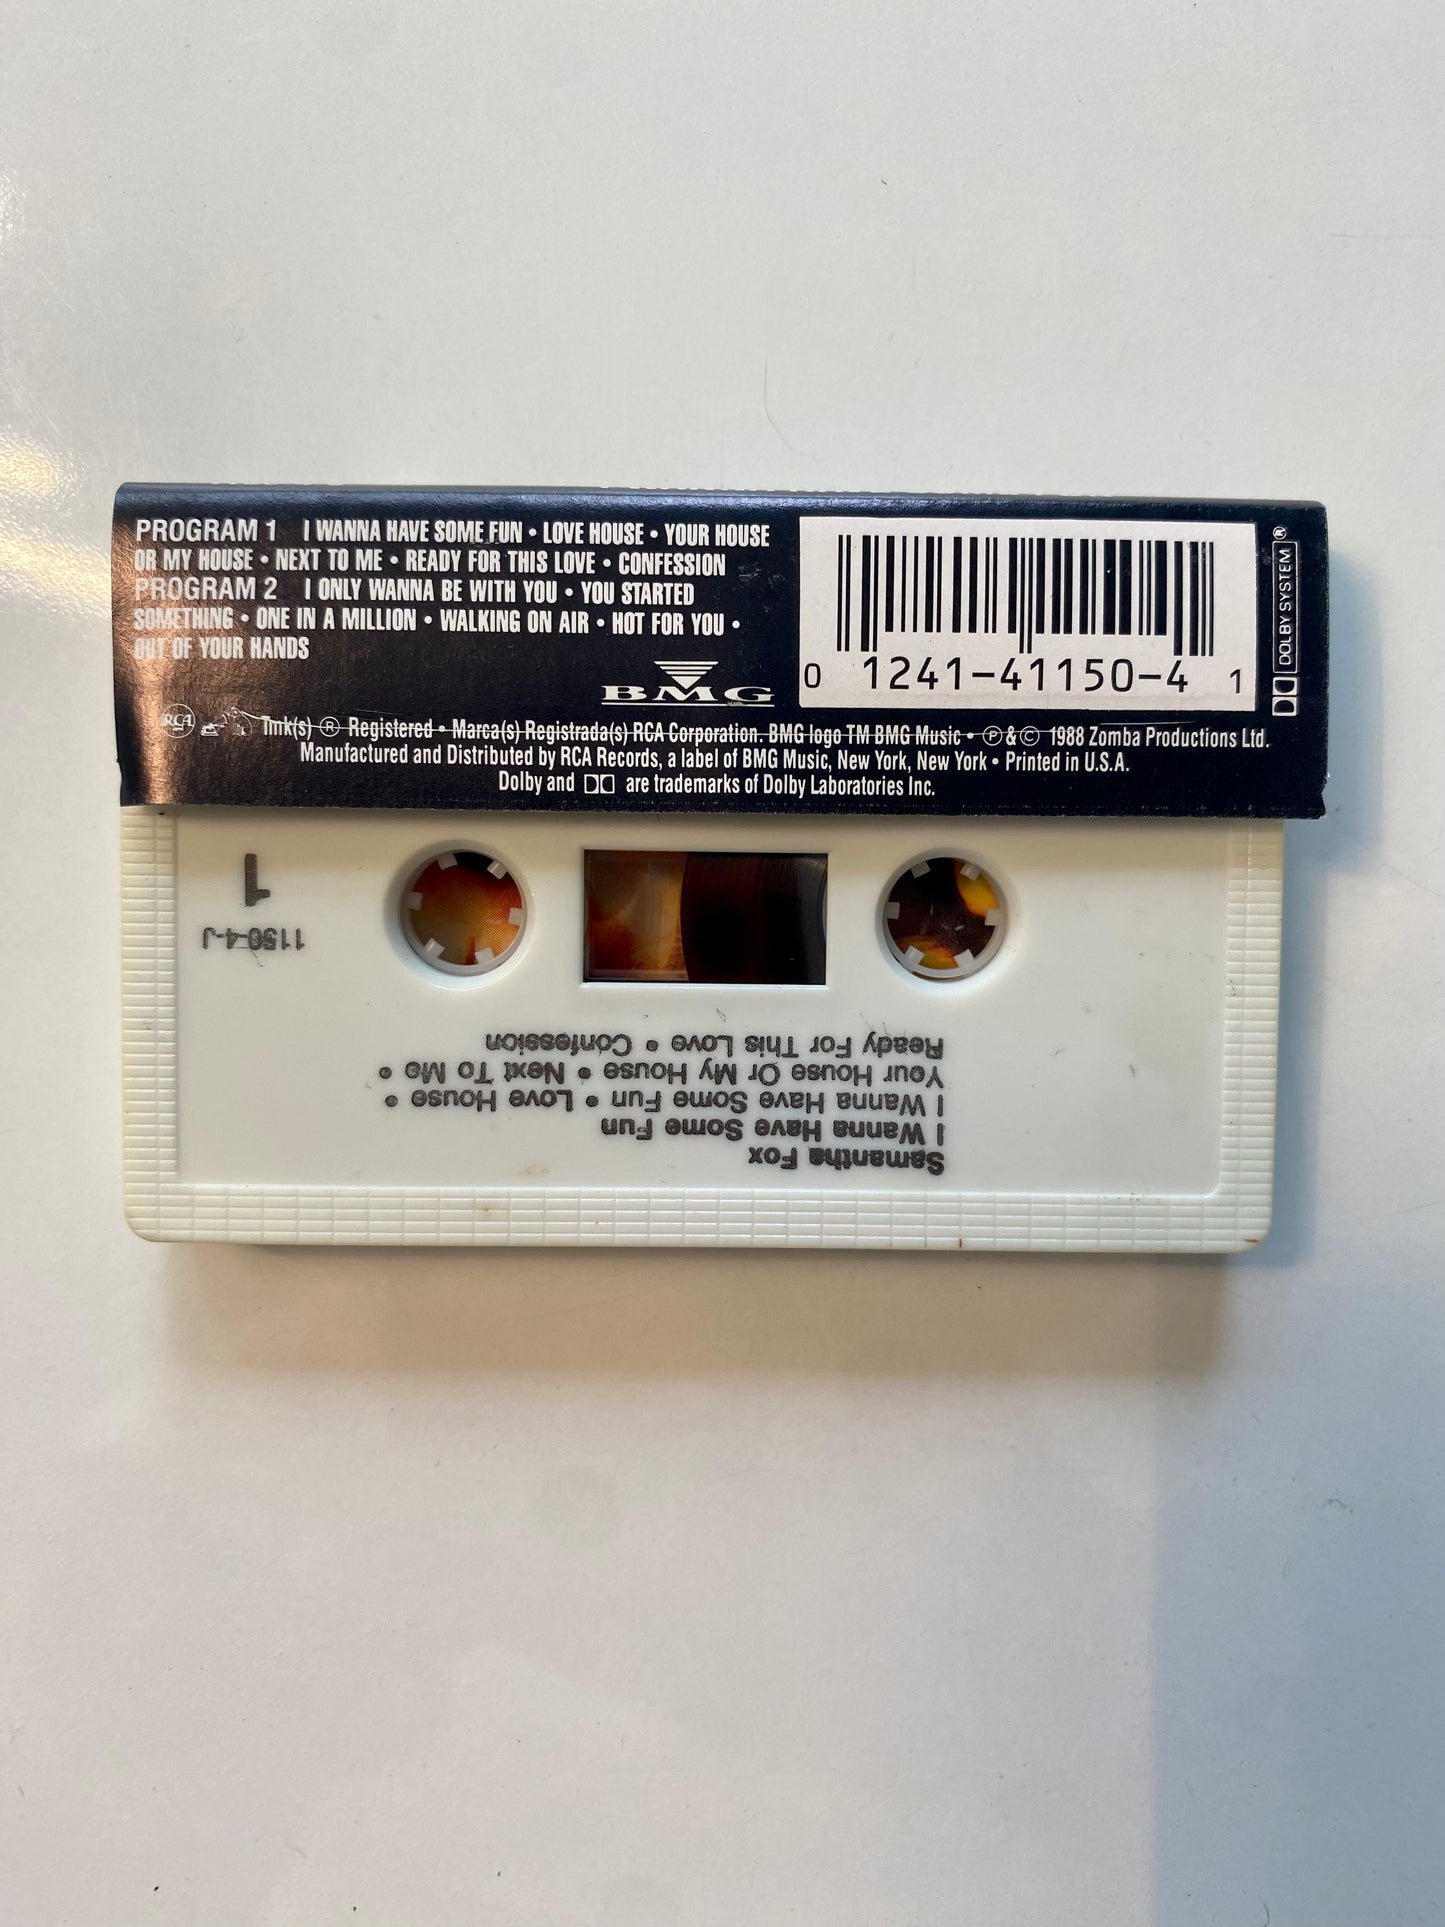 PROGRAM 1 I WANNA HAVE SOME FUN • LOVE HOUSE • YOUR HOUSE
OR MY HOUSE • NEXT TO ME • READY FOR THIS LOVE • CONFESSION
PROGRAM 2 I ONLY WANNA BE WITH YOU • YOU STARTED
SOMETHING • ONE IN A MILLION • WALKING ON AIR • HOT FOR YOU •
OUT OF YOUR HANDS
BMG
0 1241-41150-4 1
DOLBY SYSTEM ®
RCA Tmk(s) ® Registered • Marca(s) Registrada(s) RCA Corporation. BMG logo TM BMG Music • ℗ & © 1988 Zomba Productions Ltd.
Manufactured and Distributed by RCA Records, a label of BMG Music, New York, New York • Printed in U.S.A.
Dolby and are trademarks of Dolby Laboratories Inc.
Samantha Fox
I Wanna Have Some Fun
I Wanna Have Some Fun • Love House •
Your House Or My House • Next To Me •
Ready For This Love • Confession
1150-4-J
1